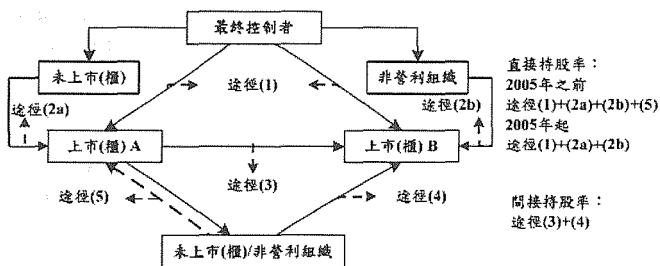 最終控制者
未上市(櫃)
非營利組織
途徑(2a)
途徑(1)
途徑(2b)
上市(櫃) A
上市(櫃) B
途徑(3)
途徑(5)
途徑(4)
未上市(櫃)/非營利組織
直接持股率：
2005年之前
途徑(1)+(2a)+(2b)+(5)
2005年起
途徑(1)+(2a)+(2b)
間接持股率：
途徑(3)+(4)